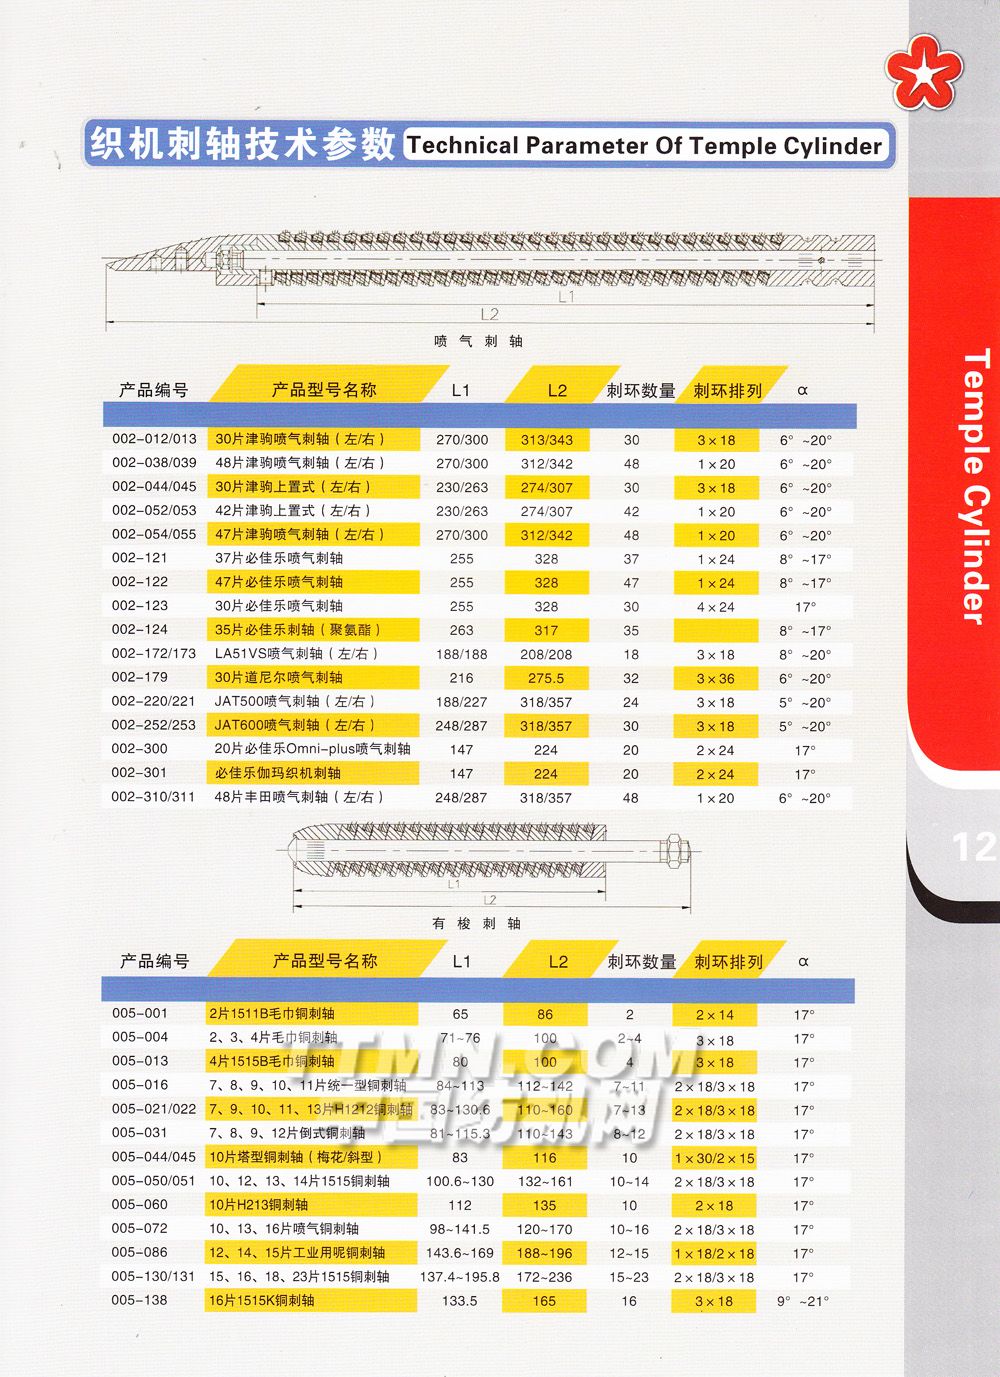 织机刺轴技术参数 Technical Parameter Of Temple Cylinder
L1
L2
喷气刺轴
产品编号 产品型号名称 L1 L2 刺环数量 刺环排列 α
002-012/013 30片津驹喷气刺轴(左/右) 270/300 313/343 30 3×18 6° ~20°
002-038/039 48片津驹喷气刺轴(左/右) 270/300 312/342 48 1×20 6° ~20°
002-044/045 30片津驹上置式(左/右) 230/263 274/307 30 3×18 6° ~20°
002-052/053 42片津驹上置式(左/右) 230/263 274/307 42 1×20 6° ~20°
002-054/055 47片津驹喷气刺轴(左/右) 270/300 312/342 48 1×20 6° ~20°
002-121 37片必佳乐喷气刺轴 255 328 37 1×24 8° ~17°
002-122 47片必佳乐喷气刺轴 255 328 47 1×24 8° ~17°
002-123 30片必佳乐喷气刺轴 255 328 30 4×24 17°
002-124 35片必佳乐刺轴(聚氨酯) 263 317 35 8° ~17°
002-172/173 LA51VS喷气刺轴(左/右) 188/188 208/208 18 3×18 8° ~20°
002-179 30片道尼尔喷气刺轴 216 275.5 32 3×36 6° ~20°
002-220/221 JAT500喷气刺轴(左/右) 188/227 318/357 24 3×18 5° ~20°
002-252/253 JAT600喷气刺轴(左/右) 248/287 318/357 30 3×18 5° ~20°
002-300 20片必佳乐Omni-plus喷气刺轴 147 224 20 2×24 17°
002-301 必佳乐伽玛织机刺轴 147 224 20 2×24 17°
002-310/311 48片丰田喷气刺轴(左/右) 248/287 318/357 48 1×20 6° ~20°
L1
L2
有梭刺轴
产品编号 产品型号名称 L1 L2 刺环数量 刺环排列 α
005-001 2片1511B毛巾铜刺轴 65 86 2 2×14 17°
005-004 2、3、4片毛巾铜刺轴 71~76 100 2~4 3×18 17°
005-013 4片1515B毛巾铜刺轴 80 100 4 3×18 17°
005-016 7、8、9、10、11片统一型铜刺轴 84~113 112~142 7~11 2×18/3×18 17°
005-021/022 7、9、10、11、13片H1212铜刺轴 83~130.6 110~160 7~13 2×18/3×18 17°
005-031 7、8、9、12片倒式铜刺轴 81~115.3 110~143 8~12 2×18/3×18 17°
005-044/045 10片塔型铜刺轴(梅花/斜型) 83 116 10 1×30/2×15 17°
005-050/051 10、12、13、14片1515铜刺轴 100.6~130 132~161 10~14 2×18/3×18 17°
005-060 10片H213铜刺轴 112 135 10 2×18 17°
005-072 10、13、16片喷气铜刺轴 98~141.5 120~170 10~16 2×18/3×18 17°
005-086 12、14、15片工业用呢铜刺轴 143.6~169 188~196 12~15 1×18/2×18 17°
005-130/131 15、16、18、23片1515铜刺轴 137.4~195.8 172~236 15~23 2×18/3×18 17°
005-138 16片1515K铜刺轴 133.5 165 16 3×18 9° ~21°
TTMN.COM
中国纺机网
Temple Cylinder
12